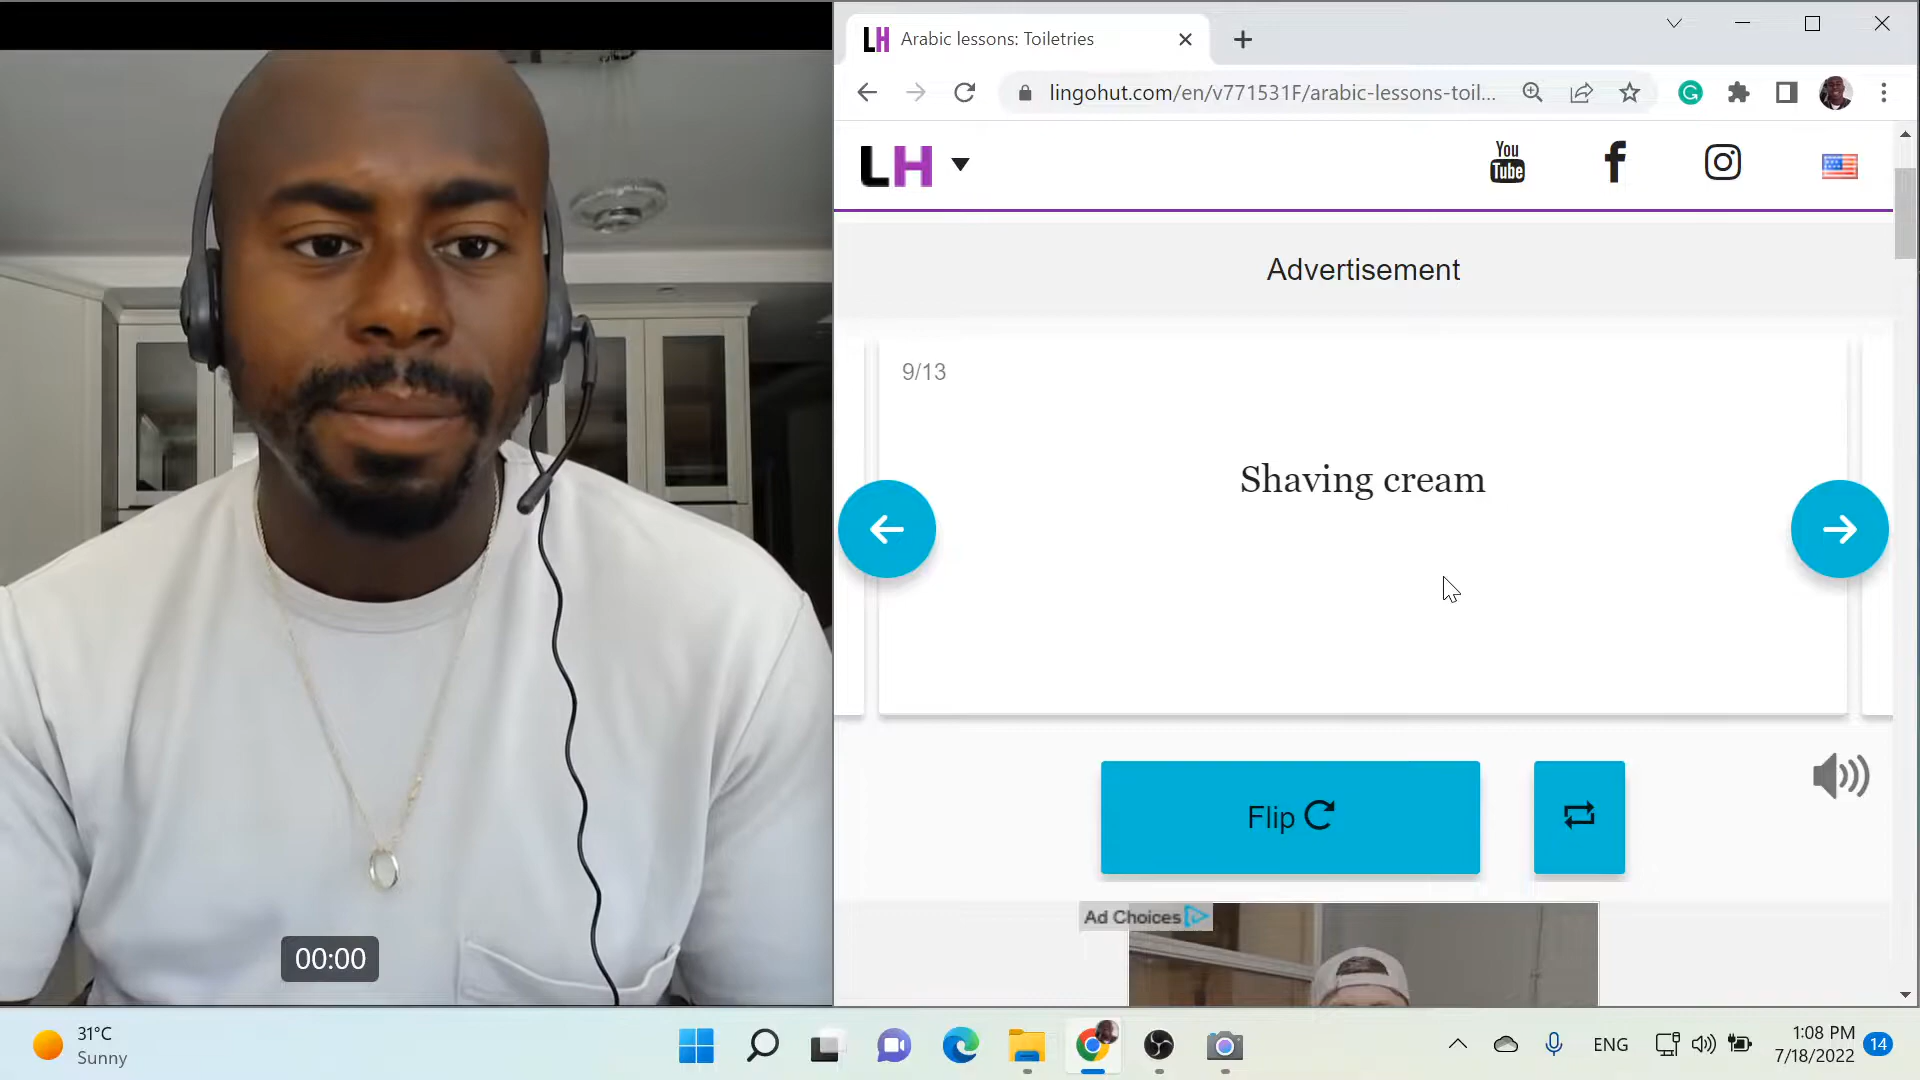 00:00
LH Arabic lessons: Toiletries
lingohut.com/en/v771531F/arabic-lessons-toil...
LH
You
Tube
Advertisement
9/13
Shaving cream
Flip
Ad Choices
31°C
Sunny
ENG
1:08 PM
7/18/2022
14